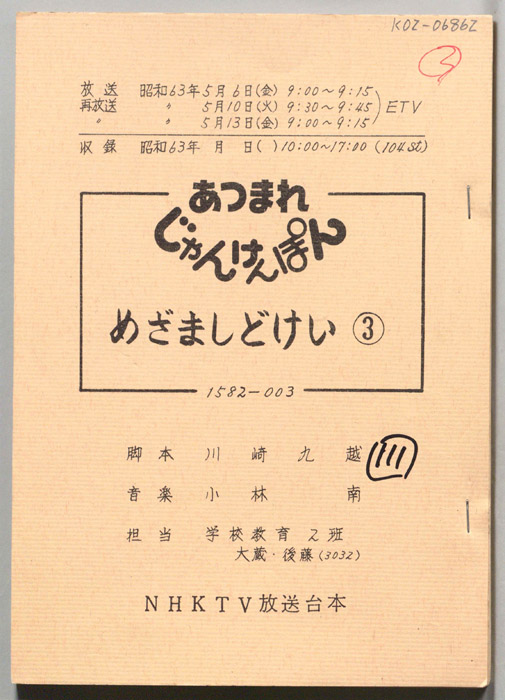 K02-06862
3
放送 昭和63年5月6日(金) 9:00～9:15
再放送 〃 5月10日(火) 9:30～9:45 ETV
〃 〃 5月13日(金) 9:00～9:15
収録 昭和63年 月 日( ) 10:00～17:00 (104st)
あつまれ
じゃんけんぽん
めざましどけい ③
1582-003
脚本 川崎九越
111
音楽 小林南
担当 学校教育2班
大蔵・後藤(3032)
NHKTV放送台本